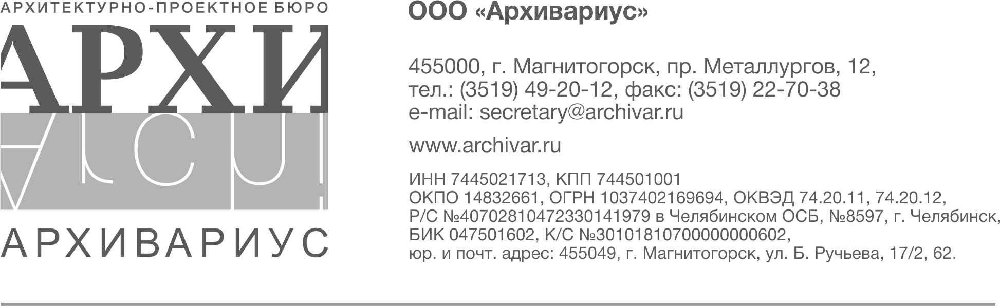 АРХИТЕКТУРНО-ПРОЕКТНОЕ БЮРО
АРХИ
АРХИВАРИУС
ООО «Архивариус»
455000, г. Магнитогорск, пр. Металлургов, 12,
тел.: (3519) 49-20-12, факс: (3519) 22-70-38
e-mail: secretary@archivar.ru
www.archivar.ru
ИНН 7445021713, КПП 744501001
ОКПО 14832661, ОГРН 1037402169694, ОКВЭД 74.20.11, 74.20.12,
Р/С №40702810472330141979 в Челябинском ОСБ, №8597, г. Челябинск,
БИК 047501602, К/С №30101810700000000602,
юр. и почт. адрес: 455049, г. Магнитогорск, ул. Б. Ручьева, 17/2, 62.